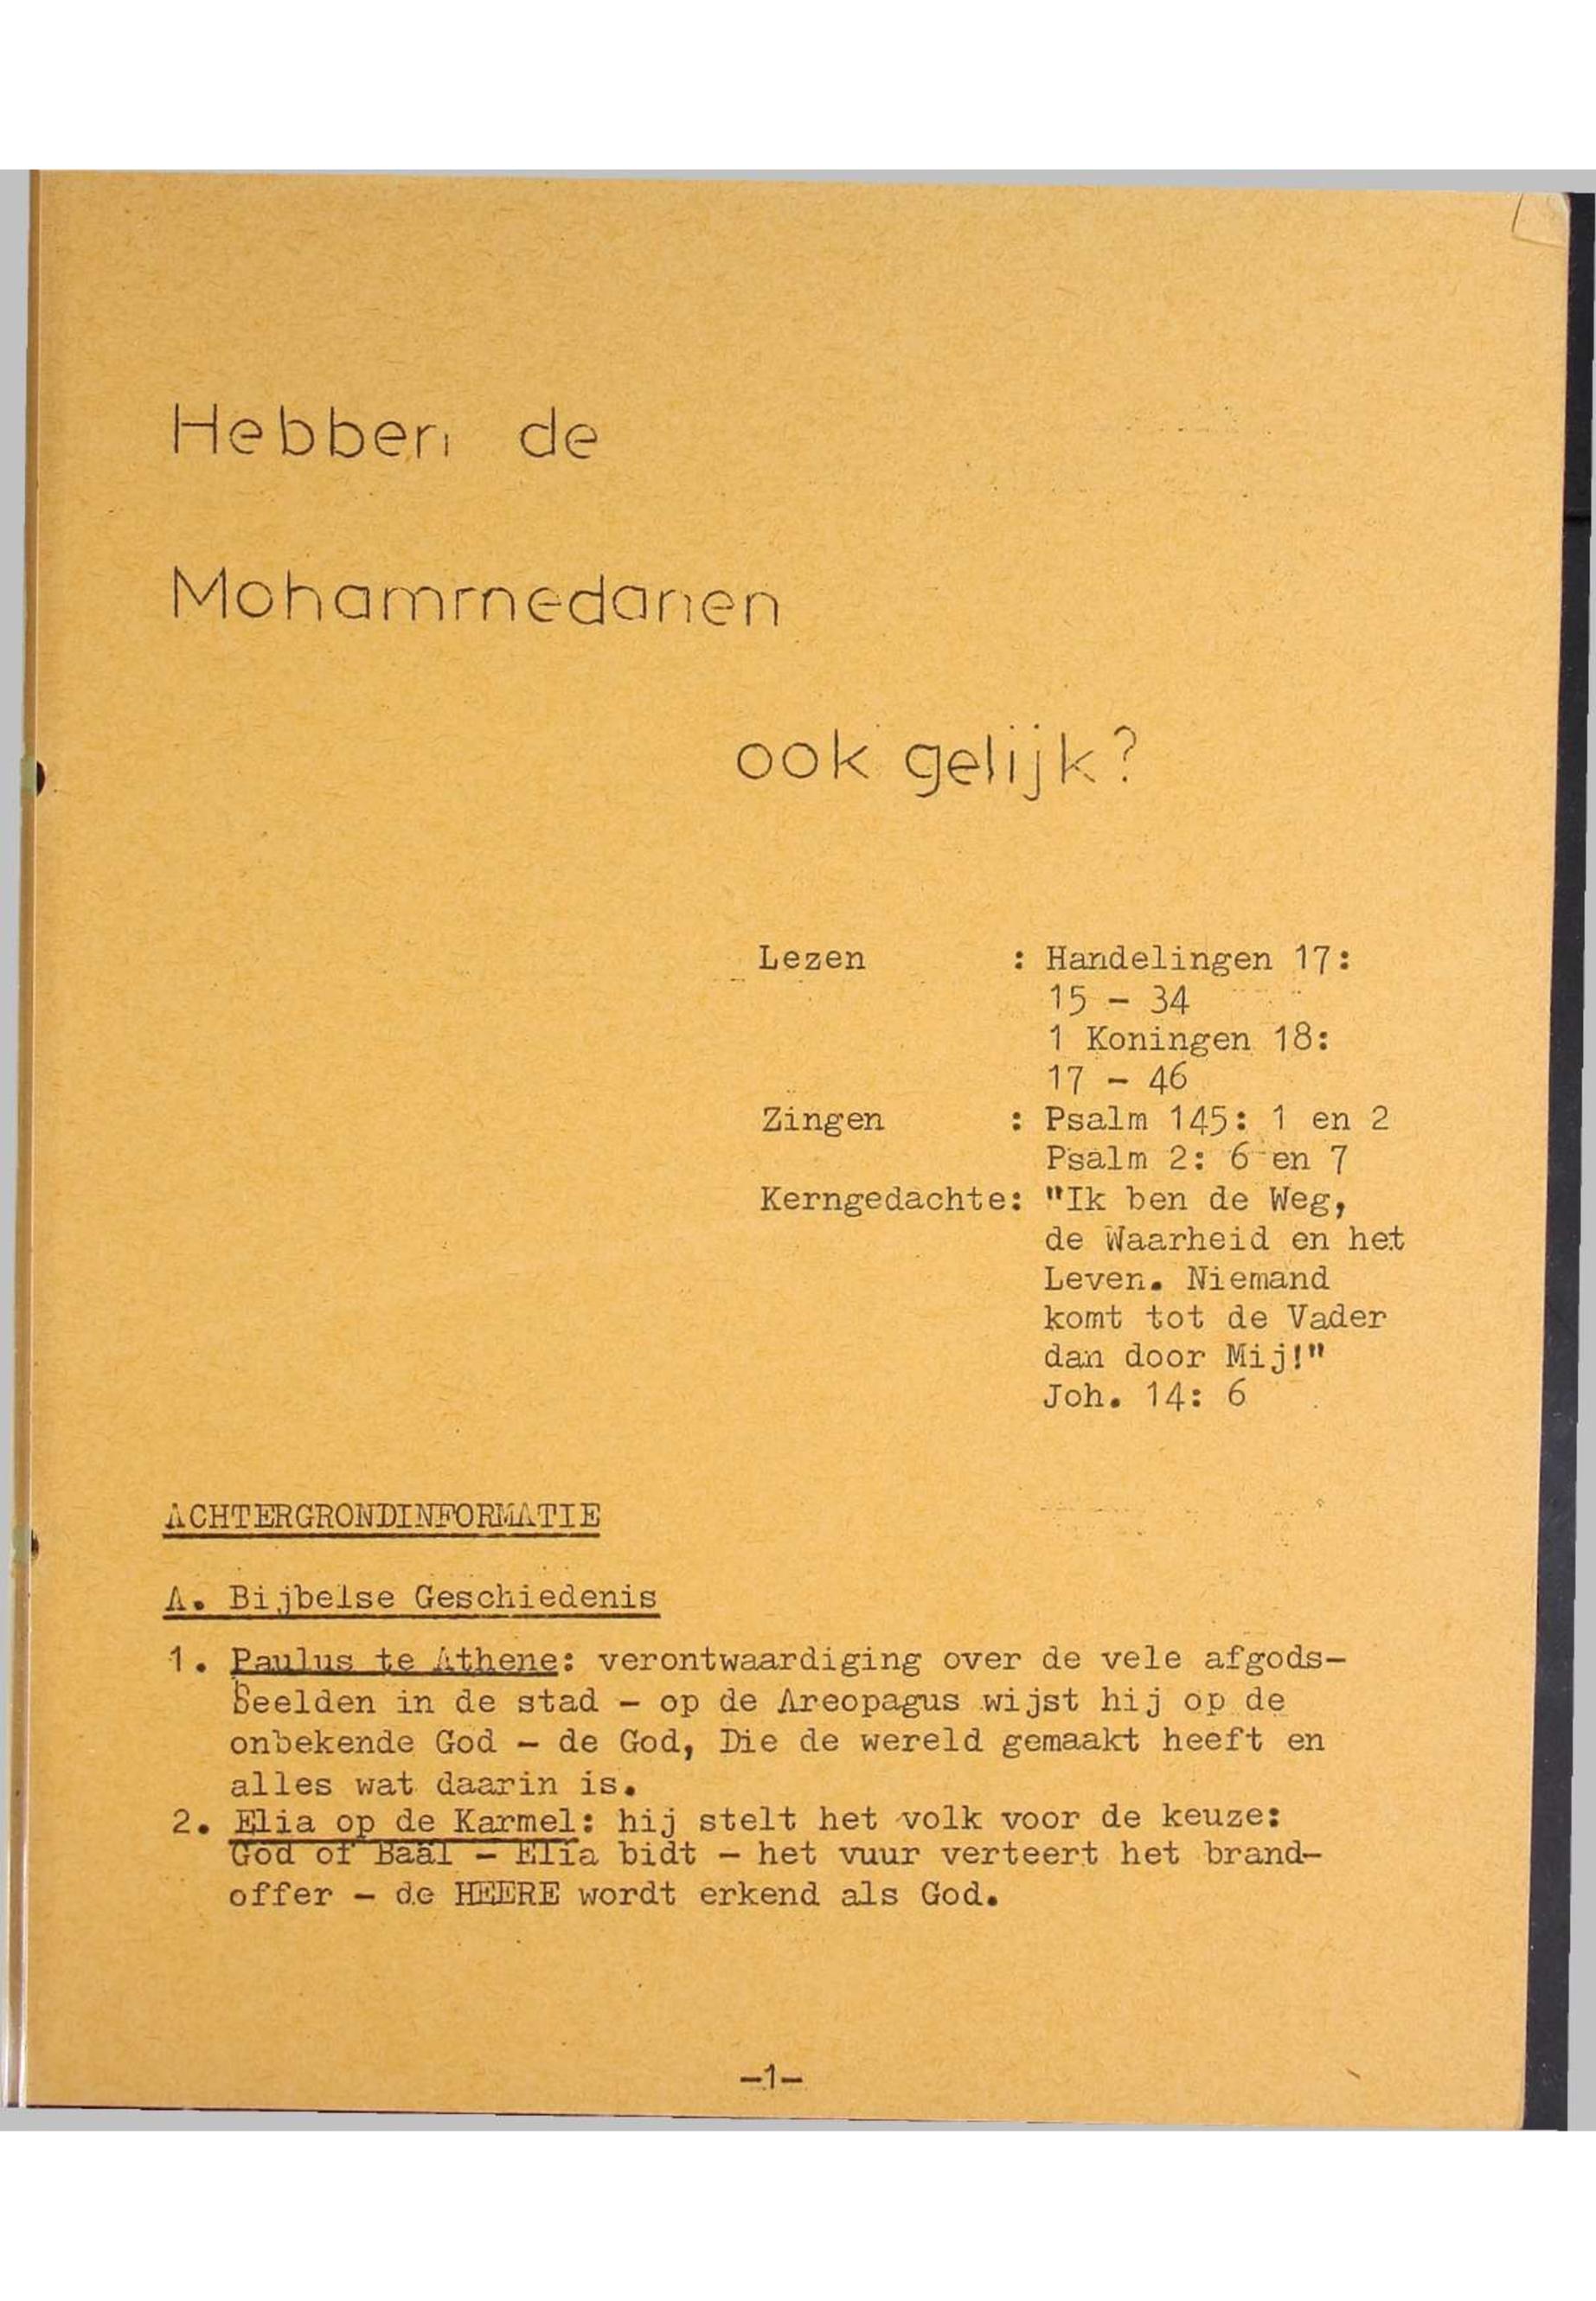 Hebben de
Mohammedanen
ook gelijk?
Lezen : Handelingen 17:
15 - 34
1 Koningen 18:
17 - 46
Zingen : Psalm 145: 1 en 2
Psalm 2: 6 en 7
Kerngedachte: "Ik ben de Weg,
de Waarheid en het
Leven. Niemand
komt tot de Vader
dan door Mij!"
Joh. 14: 6
ACHTERGRONDINFORMATIE
A. Bijbelse Geschiedenis
1. Paulus te Athene: verontwaardiging over de vele afgods-
beelden in de stad - op de Areopagus wijst hij op de
onbekende God - de God, Die de wereld gemaakt heeft en
alles wat daarin is.
2. Elia op de Karmel: hij stelt het volk voor de keuze:
God of Baäl - Elia bidt - het vuur verteert het brand-
offer - de HEERE wordt erkend als God.
-1-